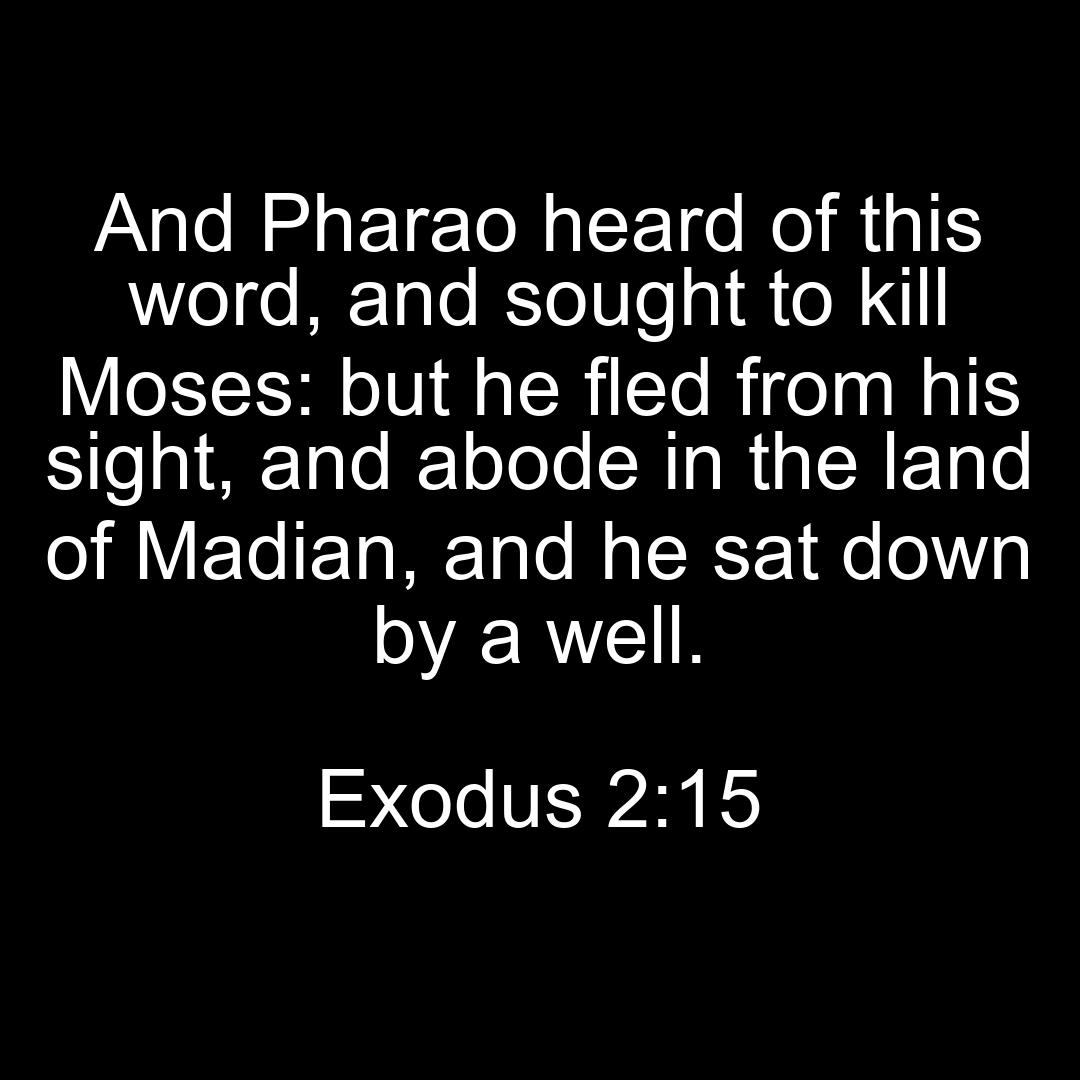 And Pharao heard of this
word, and sought to kill
Moses: but he fled from his
sight, and abode in the land
of Madian, and he sat down
by a well.
Exodus 2:15